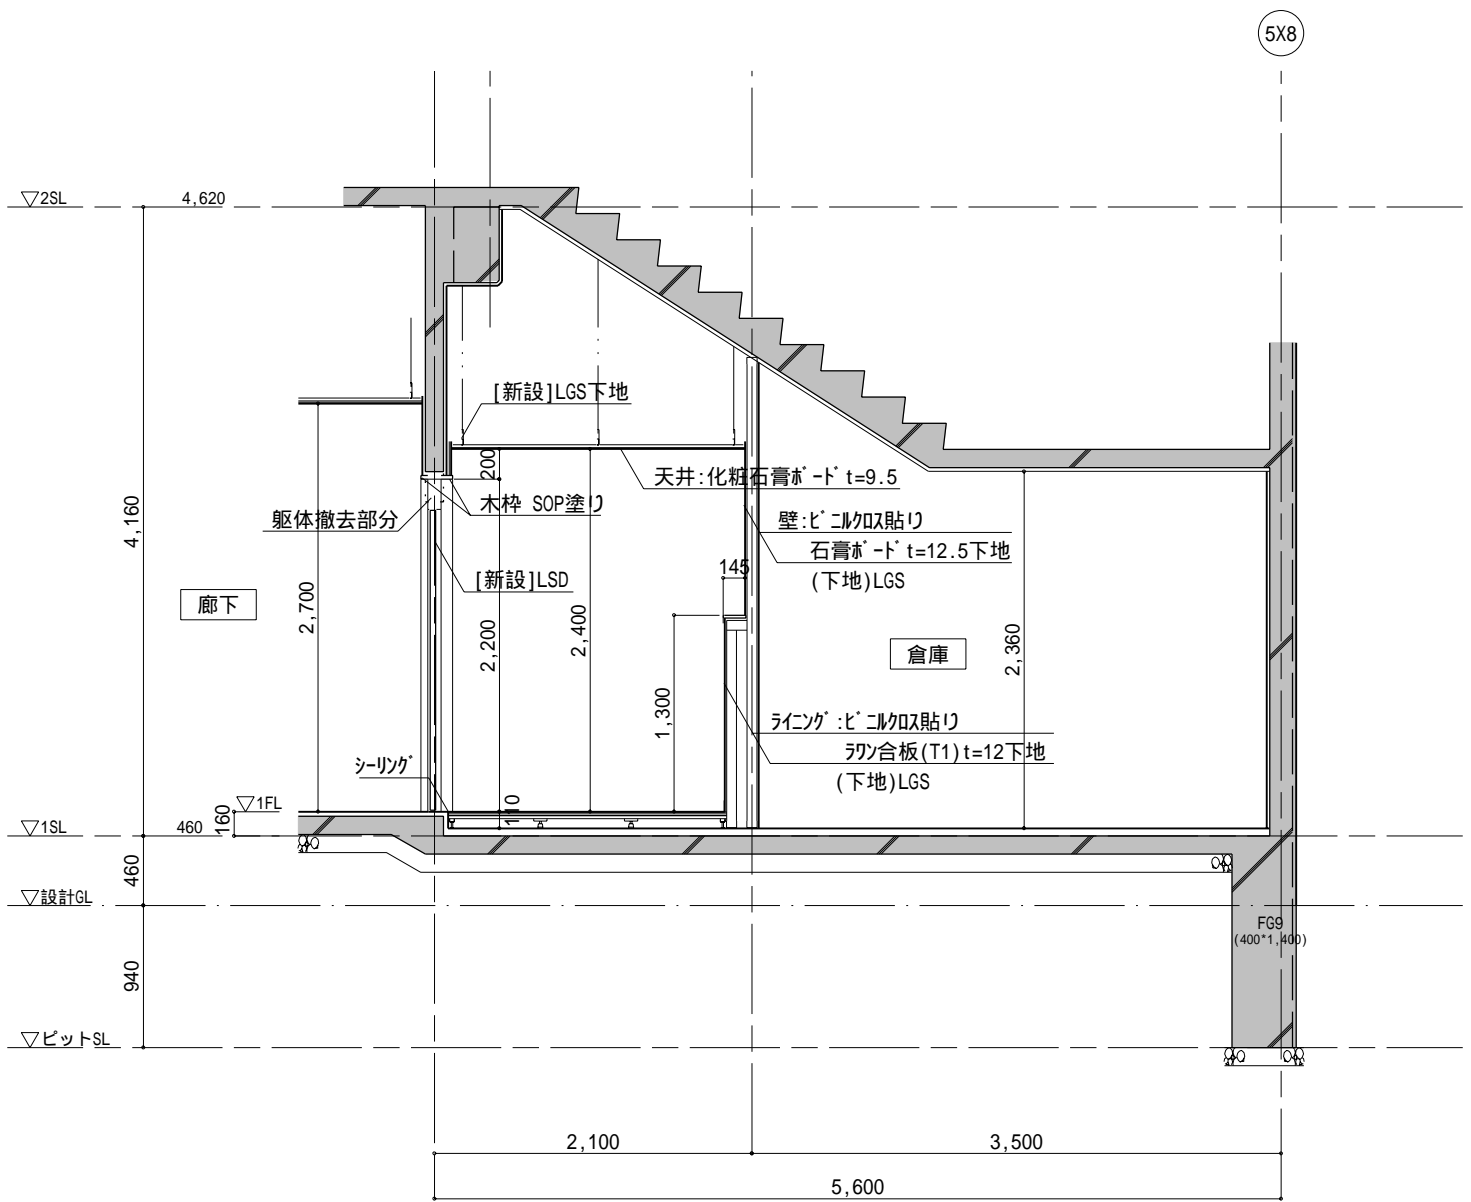 5X8
▽2SL
4,620
[新設]LGS下地
200
天井:化粧石膏ボード t=9.5
木枠 SOP塗り
躯体撤去部分
壁:ビニルクロス貼り
石膏ボード t=12.5下地
(下地)LGS
145
4,160
[新設]LSD
廊下
2,700
2,200
2,400
倉庫
2,360
1,300
ライニング:ビニルクロス貼り
ラワン合板(T1)t=12下地
(下地)LGS
シーリング
▽1FL
110
160
▽1SL
460
460
▽設計GL
FG9
(400*1,400)
940
▽ピットSL
2,100
3,500
5,600